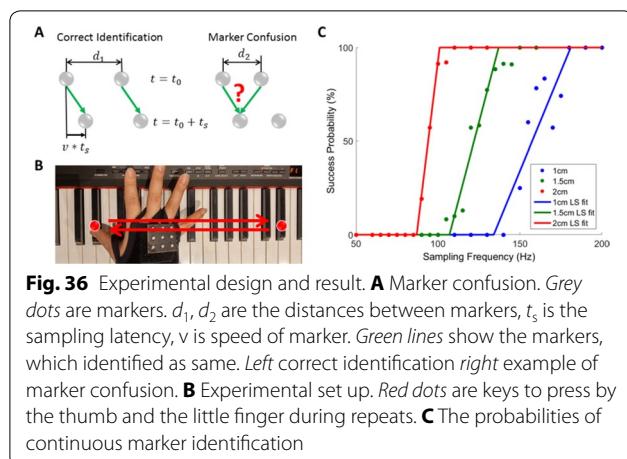 A
Correct Identification
Marker Confusion
d₁
d₂
t = t₀
?
t = t₀ + tₛ
v * tₛ
B
C
Success Probability (%)
100
50
0
50
100
150
200
Sampling Frequency (Hz)
1cm
1.5cm
2cm
1cm LS fit
1.5cm LS fit
2cm LS fit
Fig. 36 Experimental design and result. A Marker confusion. Grey
dots are markers. d₁, d₂ are the distances between markers, tₛ is the
sampling latency, v is speed of marker. Green lines show the markers,
which identified as same. Left correct identification right example of
marker confusion. B Experimental set up. Red dots are keys to press by
the thumb and the little finger during repeats. C The probabilities of
continuous marker identification